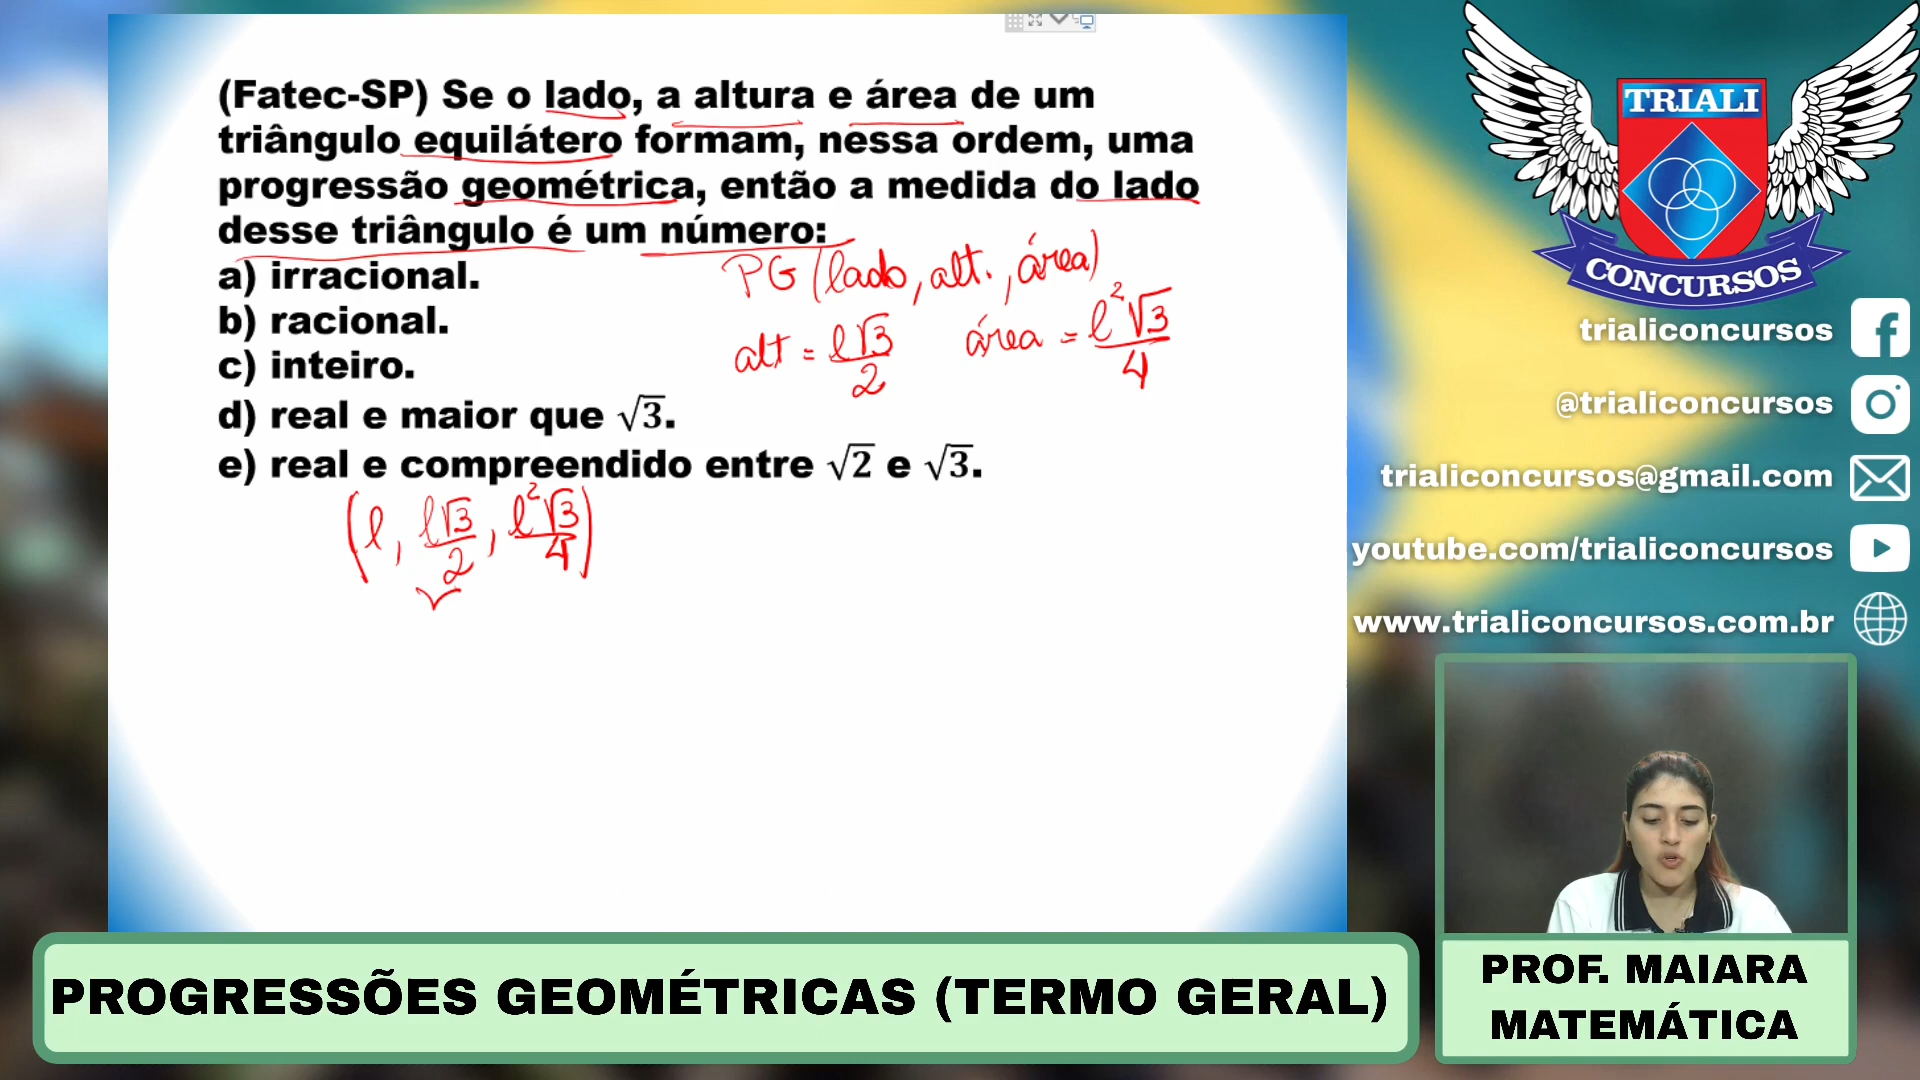 (Fatec-SP) Se o lado, a altura e área de um
triângulo equilátero formam, nessa ordem, uma
progressão geométrica, então a medida do lado
desse triângulo é um número:
a) irracional.
b) racional.
c) inteiro.
d) real e maior que √3.
e) real e compreendido entre √2 e √3.
PG (lado, alt., área)
alt = l√3/2 área = l²√3/4
(l, l√3/2, l²√3/4)
TRIALI
CONCURSOS
trialiconcursos
@trialiconcursos
trialiconcursos@gmail.com
youtube.com/trialiconcursos
www.trialiconcursos.com.br
PROGRESSÕES GEOMÉTRICAS (TERMO GERAL)
PROF. MAIARA
MATEMÁTICA